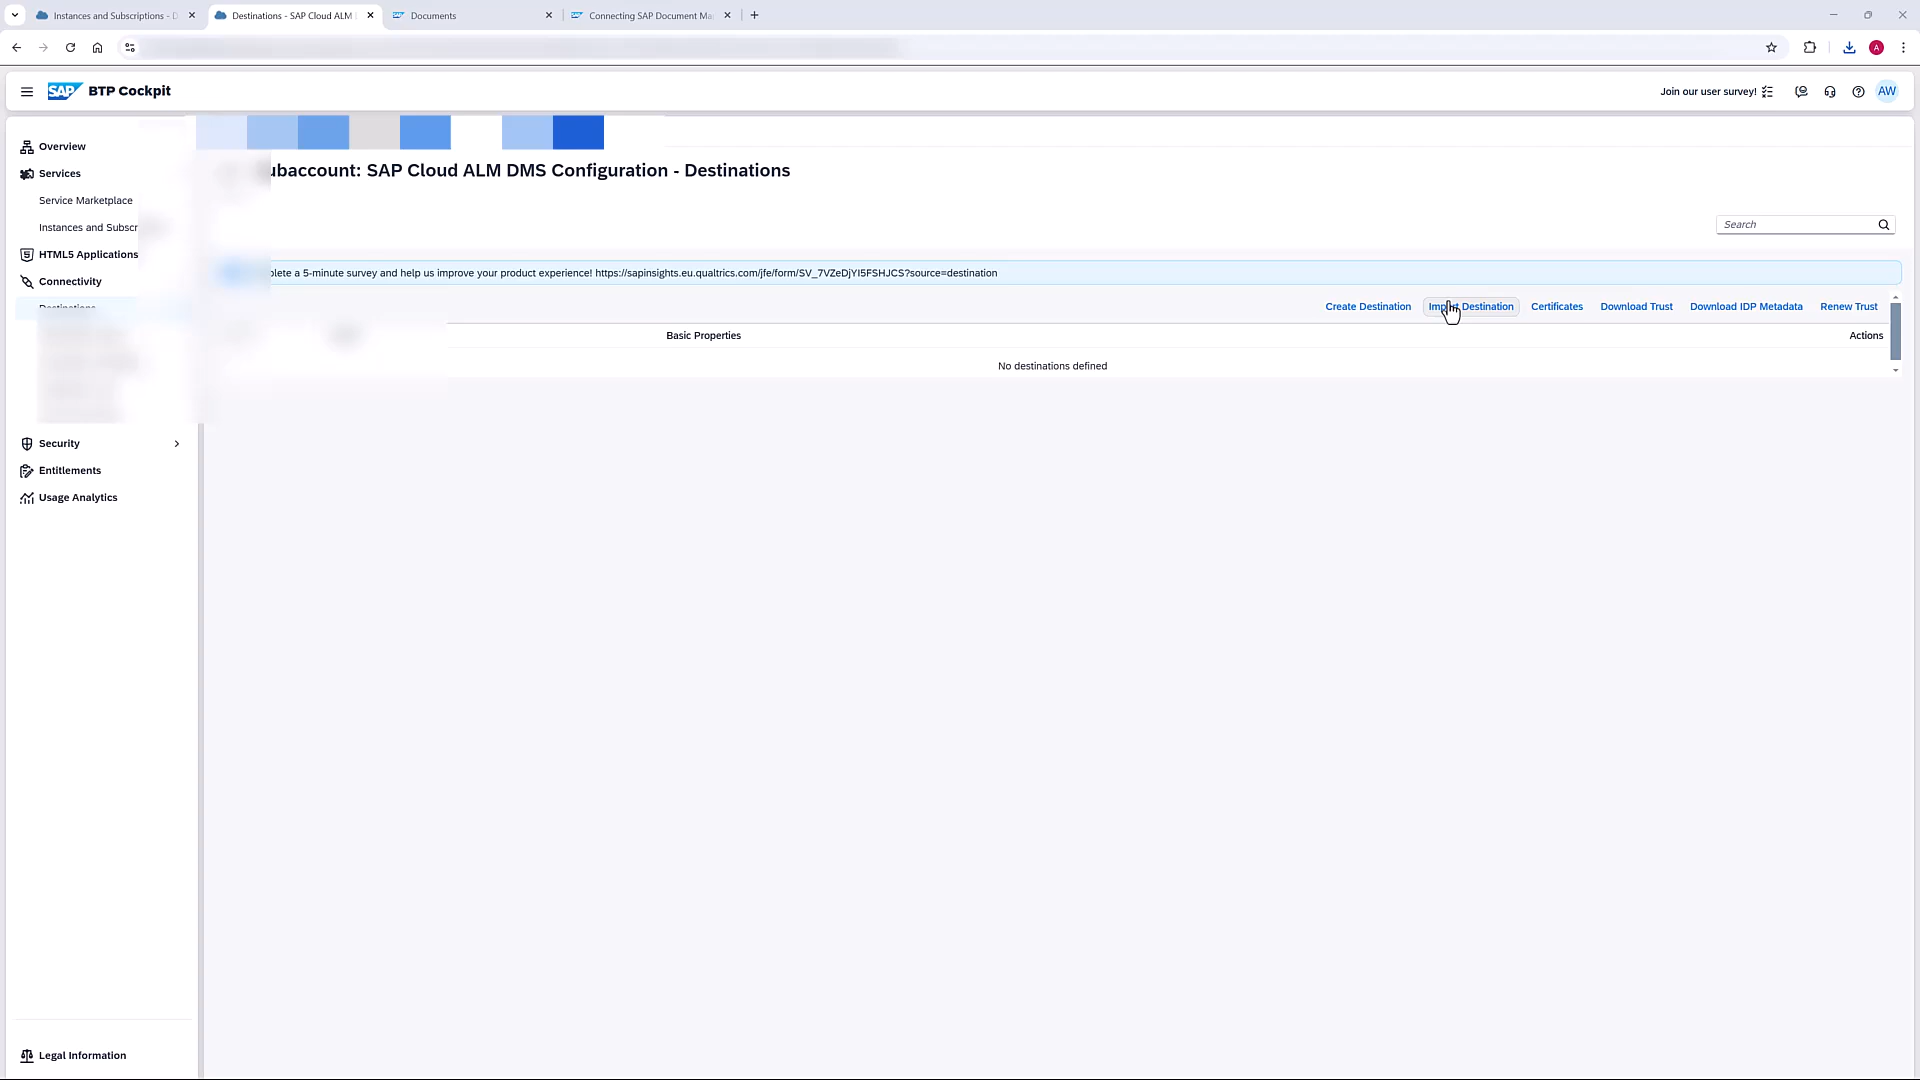 Instances and Subscriptions - D
Destinations - SAP Cloud ALM
Documents
Connecting SAP Document Ma
A
SAP BTP Cockpit
Join our user survey!
AW
Overview
Services
Service Marketplace
Instances and Subscr
HTML5 Applications
Connectivity
Destinations
Security
Entitlements
Usage Analytics
Legal Information
ubaccount: SAP Cloud ALM DMS Configuration - Destinations
Search
plete a 5-minute survey and help us improve your product experience! https://sapinsights.eu.qualtrics.com/jfe/form/SV_7VZeDjYI5FSHJCS?source=destination
Create Destination
Import Destination
Certificates
Download Trust
Download IDP Metadata
Renew Trust
Basic Properties
Actions
No destinations defined